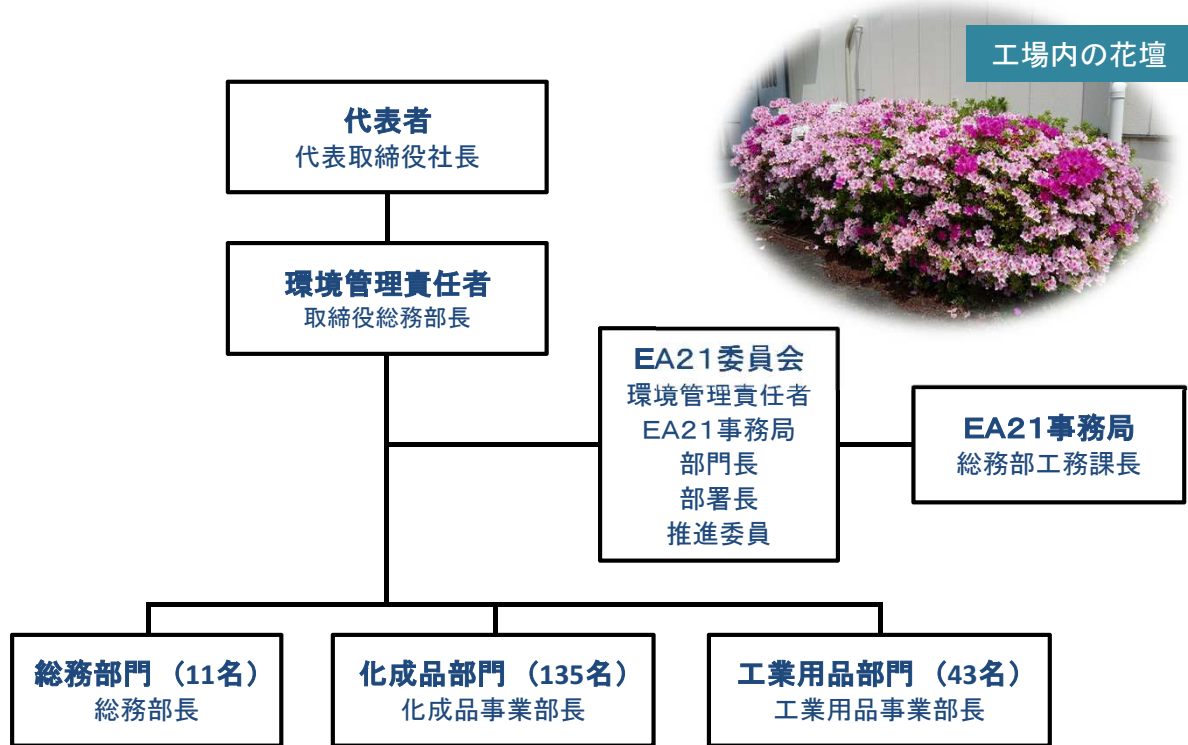 工場内の花壇
代表者
代表取締役社長
環境管理責任者
取締役総務部長
EA21委員会
環境管理責任者
EA21事務局
部門長
部署長
推進委員
EA21事務局
総務部工務課長
総務部門 （11名）
総務部長
化成品部門 （135名）
化成品事業部長
工業用品部門 （43名）
工業用品事業部長